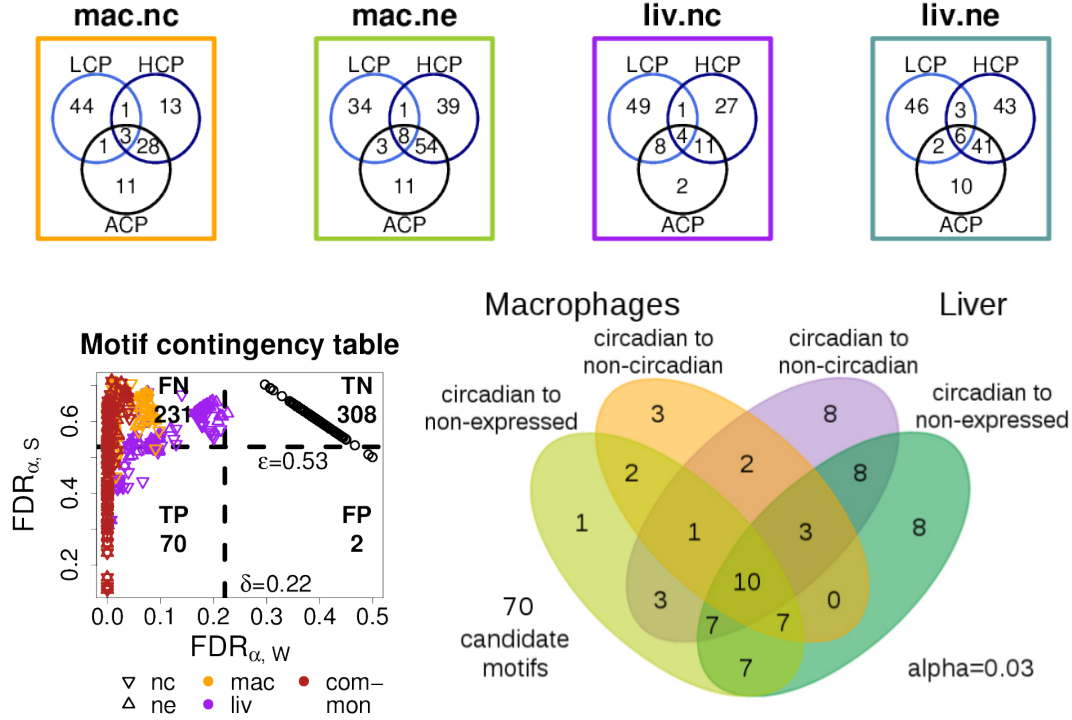 mac.nc
mac.ne
liv.nc
liv.ne
LCP HCP
44 1 13
3
1 28
11
ACP
LCP HCP
34 1 39
8
3 54
11
ACP
LCP HCP
49 1 27
4
8 11
2
ACP
LCP HCP
46 3 43
6
2 41
10
ACP
Motif contingency table
FN
231
TN
308
ε=0.53
TP
70
FP
2
δ=0.22
0.2 0.4 0.6
FDRα, S
0.0 0.1 0.2 0.3 0.4 0.5
FDRα, W
nc mac com−
ne liv mon
Macrophages
Liver
circadian to
non-expressed
circadian to
non-circadian
circadian to
non-circadian
circadian to
non-expressed
3 8
2 2 8
1 1 3 8
10
3 7 7 0
7
70
candidate
motifs
alpha=0.03